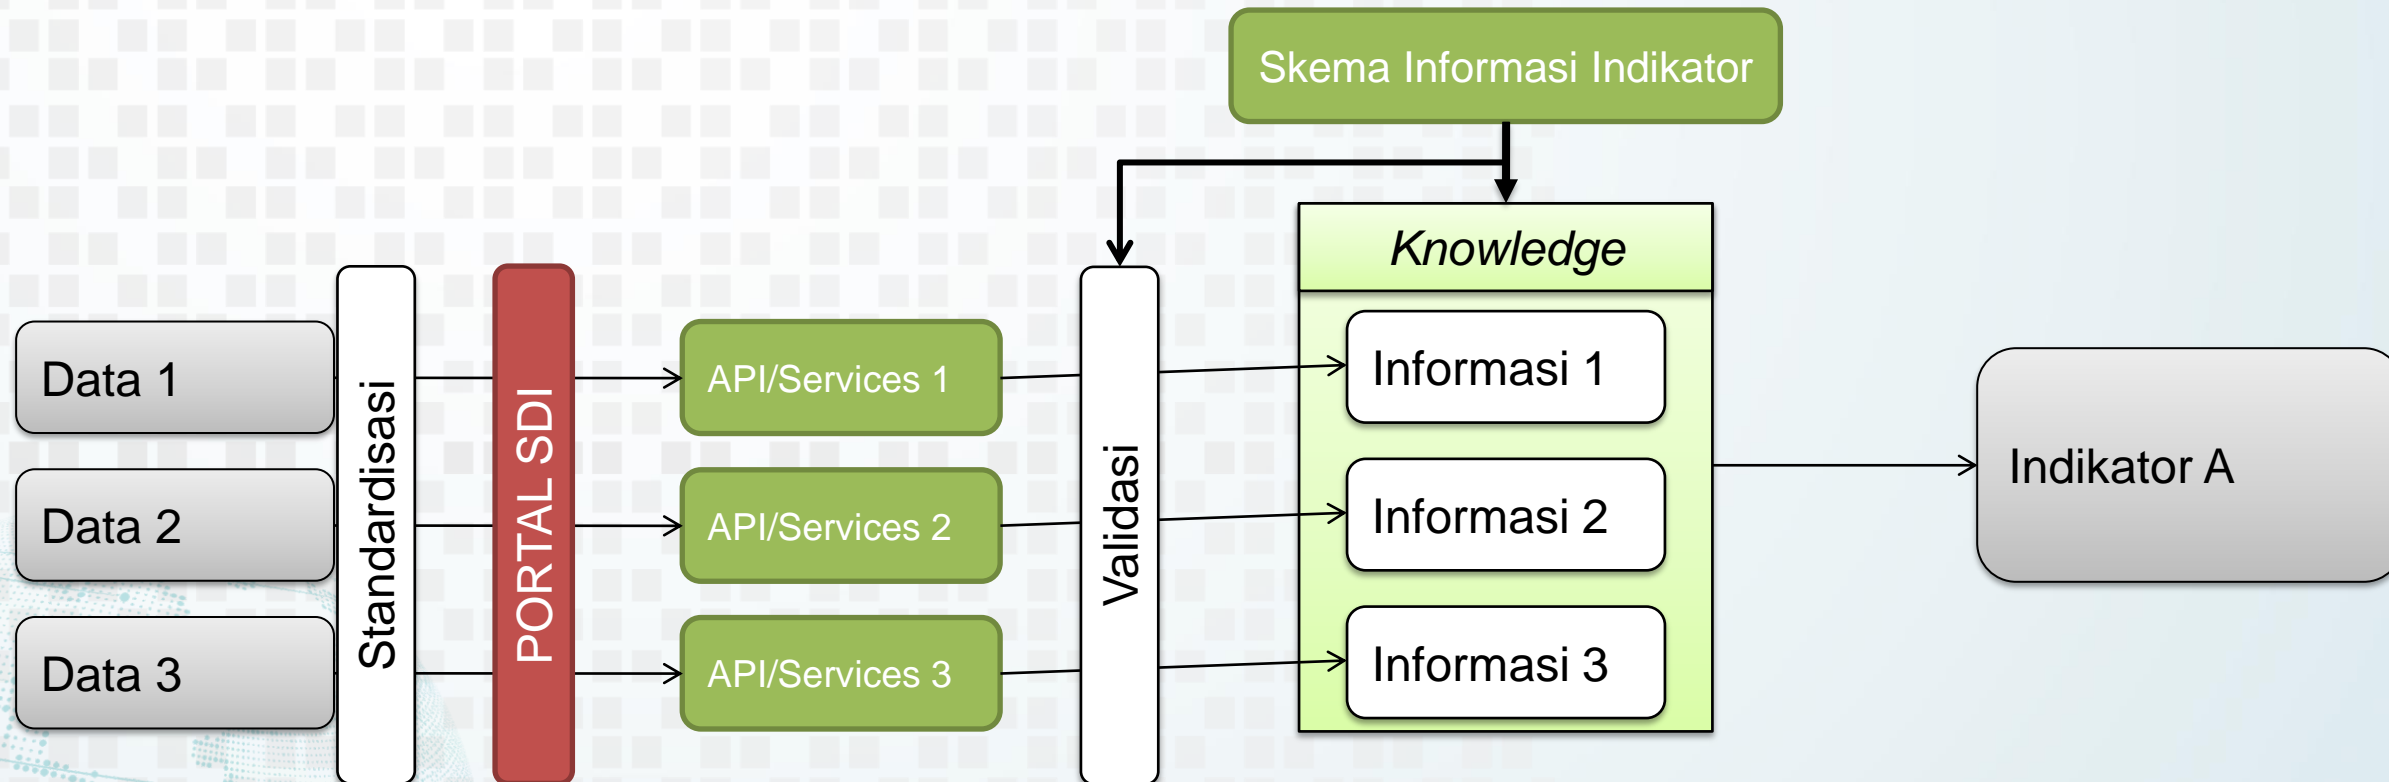 Skema Informasi Indikator
Data 1
Data 2
Data 3
Standardisasi
PORTAL SDI
API/Services 1
API/Services 2
API/Services 3
Validasi
Knowledge
Informasi 1
Informasi 2
Informasi 3
Indikator A